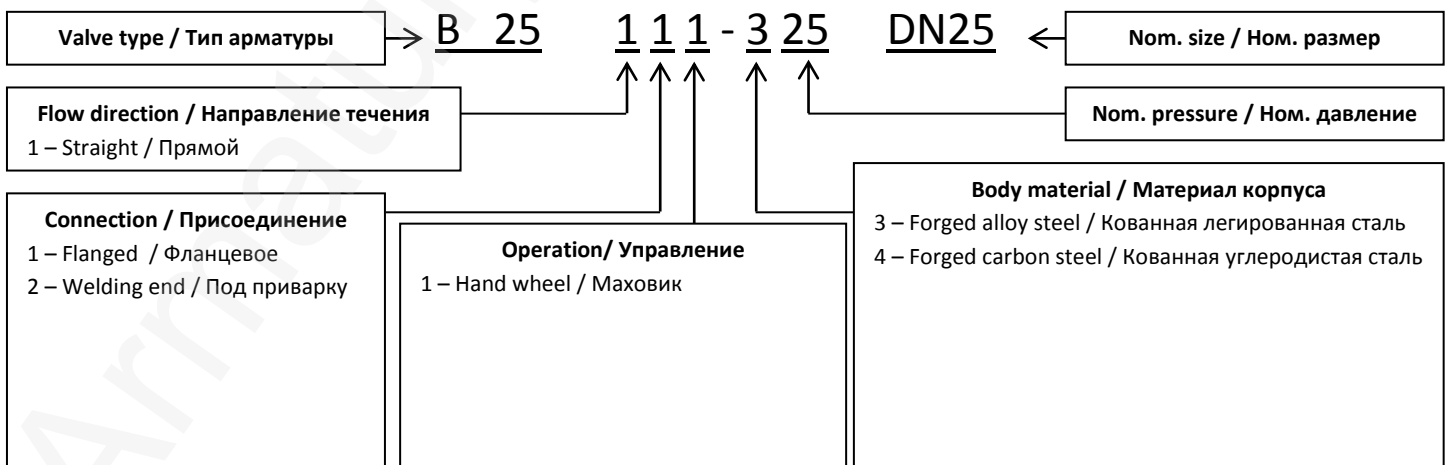 Valve type / Тип арматуры
B 25 1 1 1 - 3 25 DN25
Nom. size / Ном. размер
Flow direction / Направление течения
1 – Straight / Прямой
Nom. pressure / Ном. давление
Connection / Присоединение
1 – Flanged / Фланцевое
2 – Welding end / Под приварку
Operation/ Управление
1 – Hand wheel / Маховик
Body material / Материал корпуса
3 – Forged alloy steel / Кованная легированная сталь
4 – Forged carbon steel / Кованная углеродистая сталь